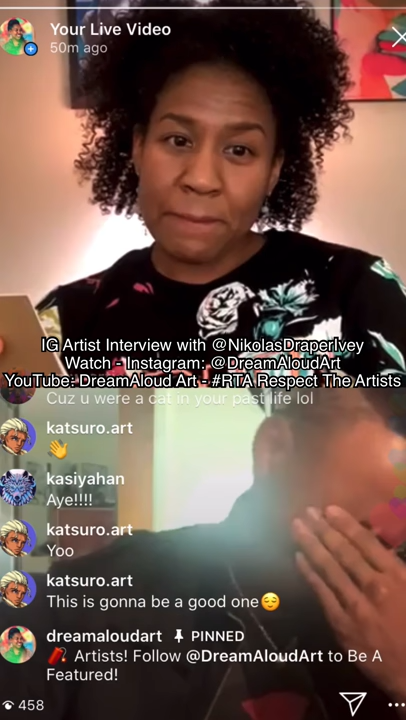 Your Live Video
50m ago
IG Artist Interview with @NikolasDraperIvey
Watch - Instagram: @DreamAloudArt
YouTube: DreamAloud Art - #RTA Respect The Artists
Cuz u were a cat in your past life lol
katsuro.art
👋
kasiyahan
Aye!!!!
katsuro.art
Yoo
katsuro.art
This is gonna be a good one😌
dreamaloudart 📌 PINNED
🧨 Artists! Follow @DreamAloudArt to Be A
Featured!
458